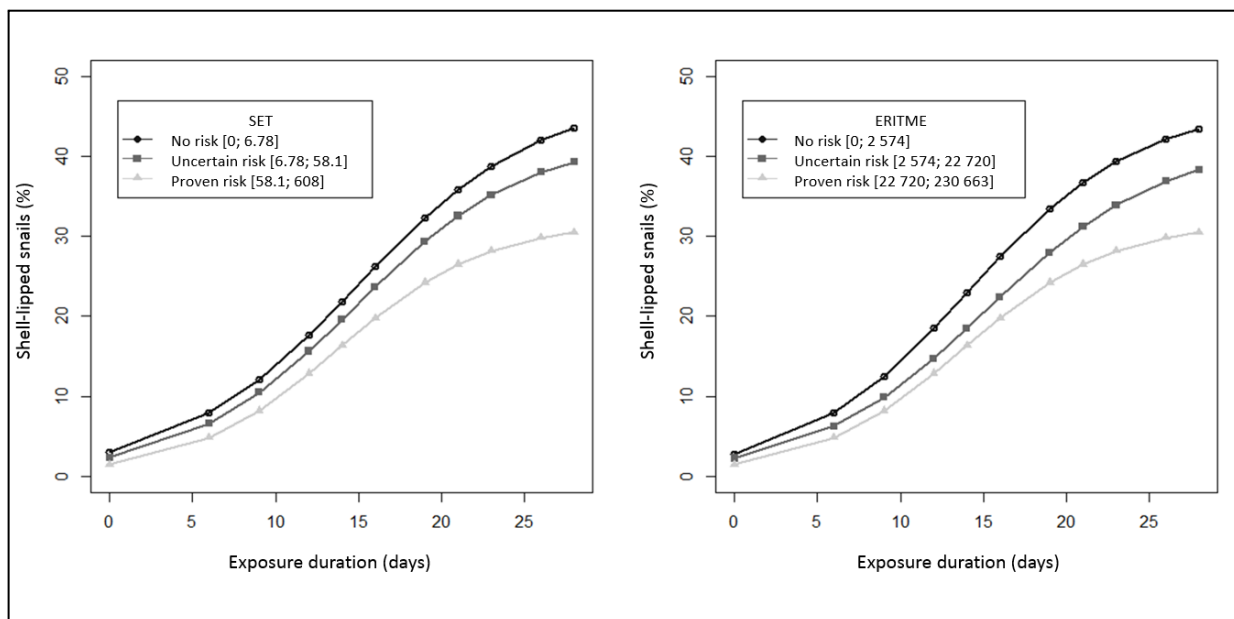 50
40
30
20
10
0
Shell-lipped snails (%)
SET
No risk [0; 6.78]
Uncertain risk [6.78; 58.1]
Proven risk [58.1; 608]
0 5 10 15 20 25
Exposure duration (days)
50
40
30
20
10
0
Shell-lipped snails (%)
ERITME
No risk [0; 2 574]
Uncertain risk [2 574; 22 720]
Proven risk [22 720; 230 663]
0 5 10 15 20 25
Exposure duration (days)